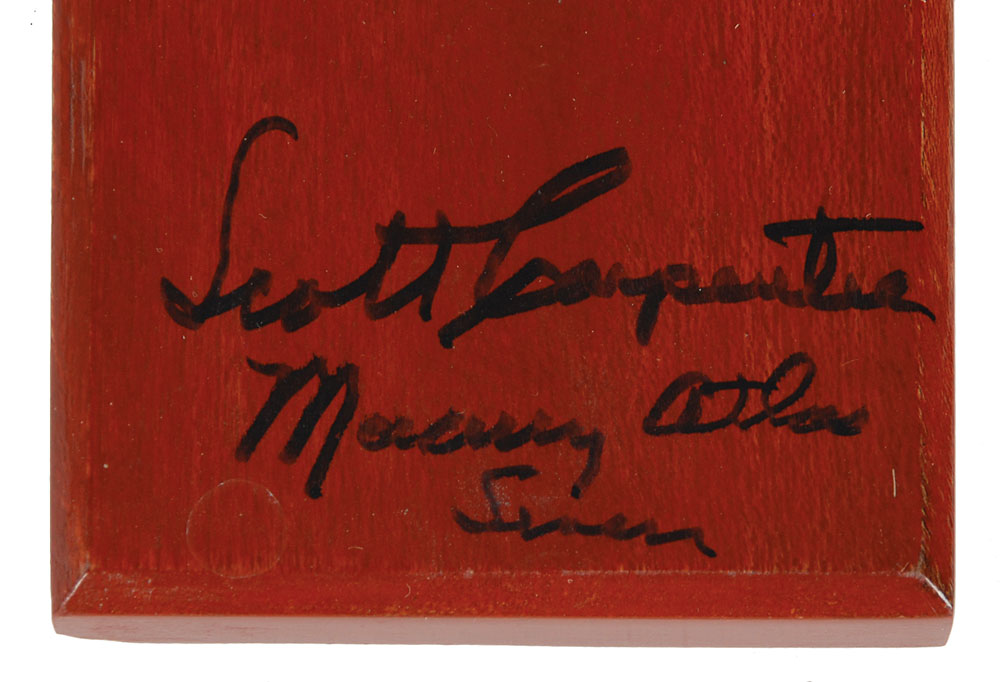 Scott Carpenter
Mercury Atlas
Seven